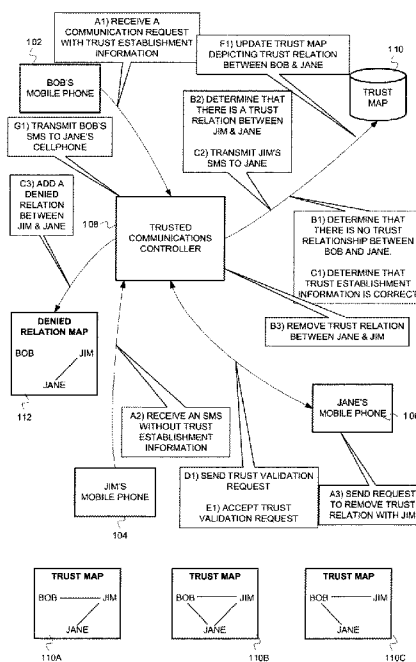 A1) RECEIVE A
COMMUNICATION REQUEST
WITH TRUST ESTABLISHMENT
INFORMATION
F1) UPDATE TRUST MAP
DEPICTING TRUST RELATION
BETWEEN BOB & JANE
102
BOB'S
MOBILE PHONE
110
TRUST
MAP
B2) DETERMINE THAT
THERE IS A TRUST
RELATION BETWEEN
JIM & JANE
C2) TRANSMIT JIM'S
SMS TO JANE
G1) TRANSMIT BOB'S
SMS TO JANE'S
CELLPHONE
C3) ADD A
DENIED
RELATION
BETWEEN
JIM & JANE
108
TRUSTED
COMMUNICATIONS
CONTROLLER
B1) DETERMINE THAT
THERE IS NO TRUST
RELATIONSHIP BETWEEN
BOB AND JANE.
C1) DETERMINE THAT
TRUST ESTABLISHMENT
INFORMATION IS CORRECT
B3) REMOVE TRUST RELATION
BETWEEN JANE & JIM
DENIED
RELATION MAP
BOB
JIM
JANE
112
A2) RECEIVE AN SMS
WITHOUT TRUST
ESTABLISHMENT
INFORMATION
JANE'S
MOBILE PHONE
JIM'S
MOBILE PHONE
104
D1) SEND TRUST VALIDATION
REQUEST
E1) ACCEPT TRUST
VALIDATION REQUEST
A3) SEND REQUEST
TO REMOVE TRUST
RELATION WITH JIM
TRUST MAP
BOB
JIM
JANE
110A
TRUST MAP
BOB
JIM
JANE
110B
TRUST MAP
BOB
JIM
JANE
110C